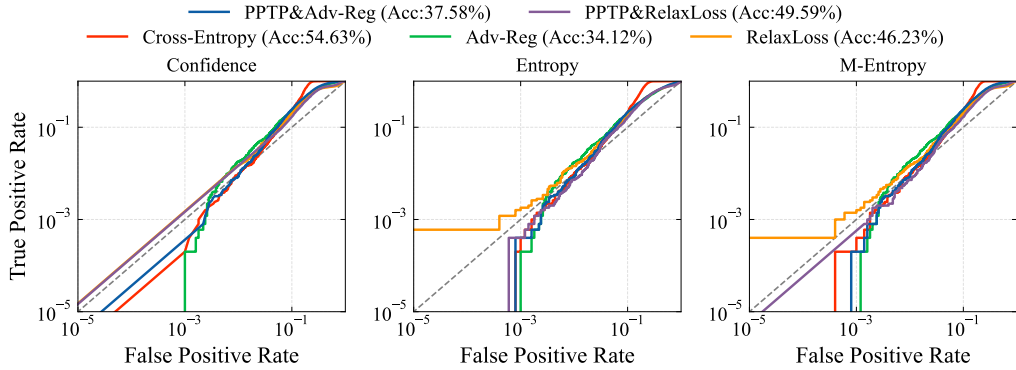 PPTP&Adv-Reg (Acc:37.58%) PPTP&RelaxLoss (Acc:49.59%)
Cross-Entropy (Acc:54.63%) Adv-Reg (Acc:34.12%) RelaxLoss (Acc:46.23%)
Confidence Entropy M-Entropy
True Positive Rate
10⁻¹ 10⁻¹ 10⁻¹
10⁻³ 10⁻³ 10⁻³
10⁻⁵ 10⁻⁵ 10⁻⁵
10⁻⁵ 10⁻³ 10⁻¹ 10⁻⁵ 10⁻³ 10⁻¹ 10⁻⁵ 10⁻³ 10⁻¹
False Positive Rate False Positive Rate False Positive Rate